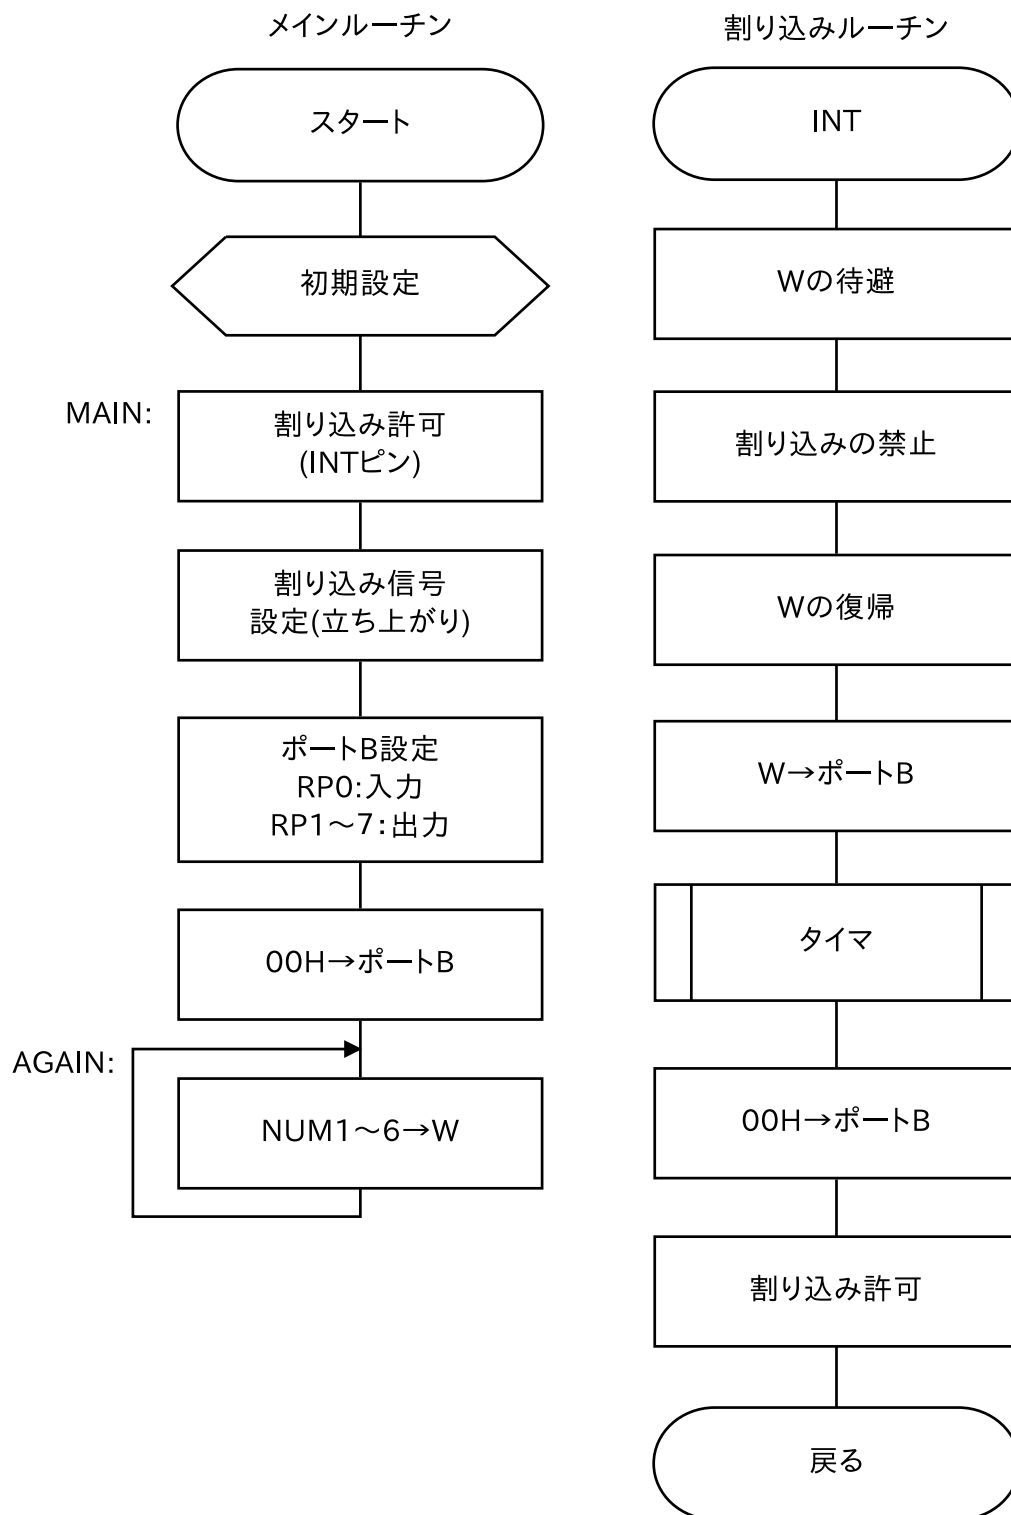 メインルーチン
スタート
初期設定
MAIN:
割り込み許可
(INTピン)
割り込み信号
設定(立ち上がり)
ポートB設定
RP0:入力
RP1〜7:出力
00H→ポートB
AGAIN:
NUM1〜6→W
割り込みルーチン
INT
Wの待避
割り込みの禁止
Wの復帰
W→ポートB
タイマ
00H→ポートB
割り込み許可
戻る